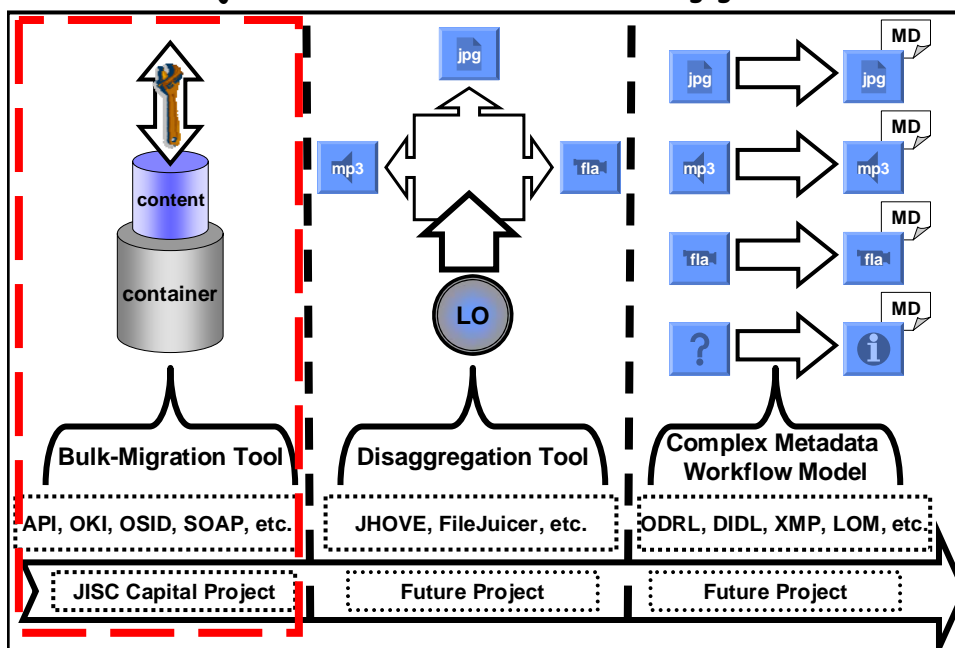 jpg
mp3
fla
LO
content
container
jpg
jpg
MD
mp3
mp3
MD
fla
fla
MD
?
i
MD
Bulk-Migration Tool
Disaggregation Tool
Complex Metadata
Workflow Model
API, OKI, OSID, SOAP, etc.
JHOVE, FileJuicer, etc.
ODRL, DIDL, XMP, LOM, etc.
JISC Capital Project
Future Project
Future Project